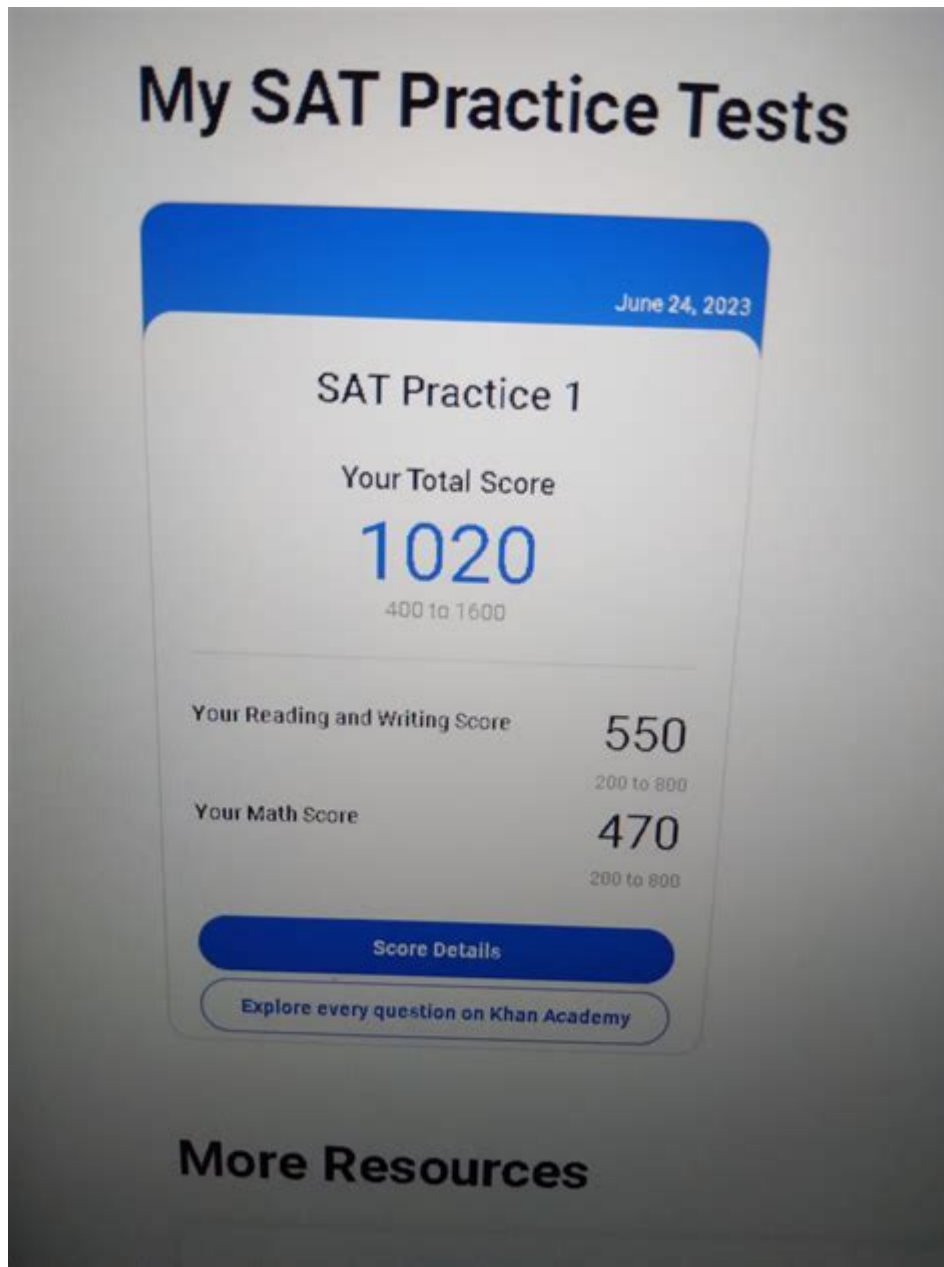 My SAT Practice Tests
June 24, 2023
SAT Practice 1
Your Total Score
1020
400 to 1600
Your Reading and Writing Score
550
200 to 800
Your Math Score
470
200 to 800
Score Details
Explore every question on Khan Academy
More Resources